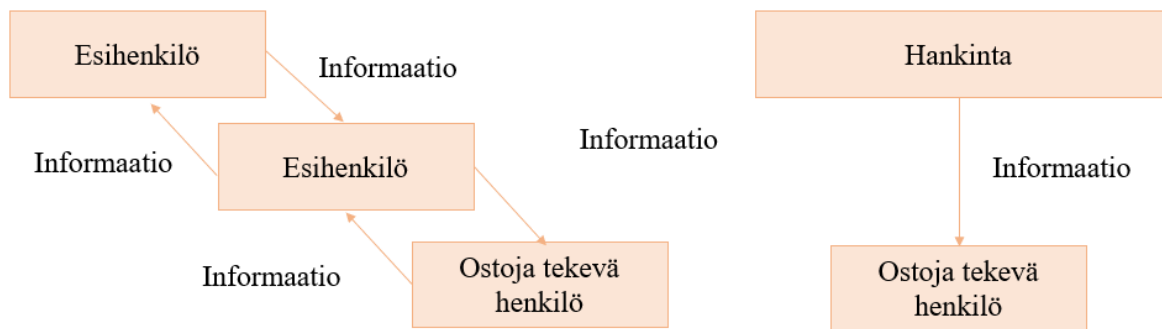 Esihenkilö
Informaatio
Informaatio
Esihenkilö
Informaatio
Informaatio
Ostoja tekevä
henkilö
Hankinta
Informaatio
Ostoja tekevä
henkilö